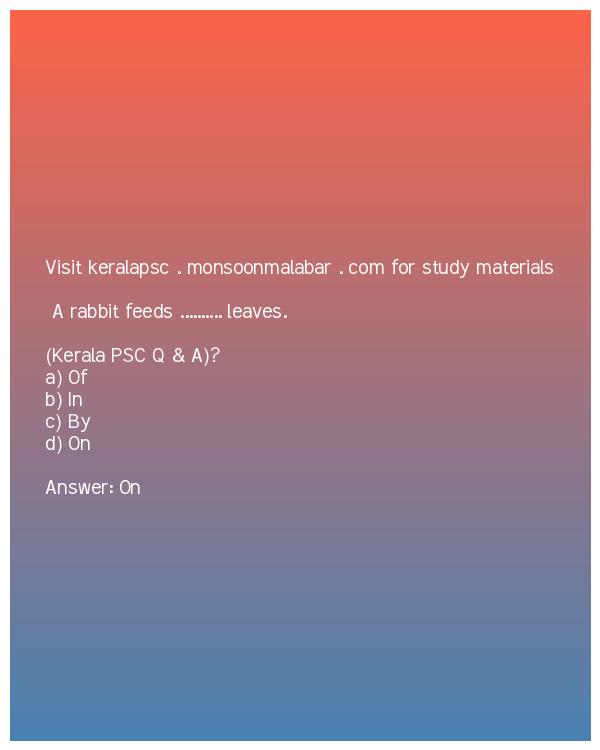 Visit keralapsc . monsoonmalabar . com for study materials
A rabbit feeds .......... leaves.
(Kerala PSC Q & A)?
a) Of
b) In
c) By
d) On
Answer: On